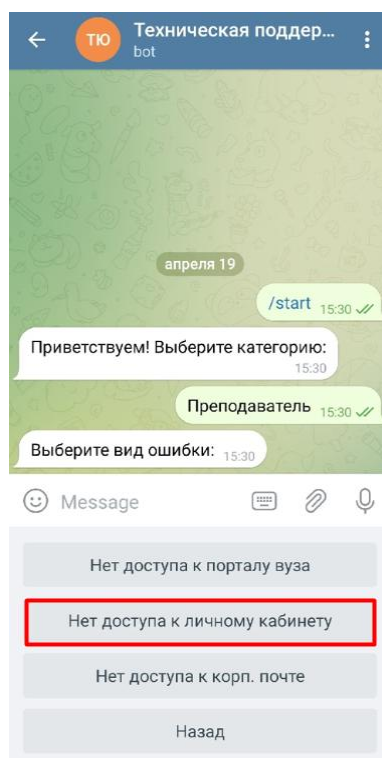 ТЮ
Техническая поддер...
bot
апреля 19
/start 15:30
Приветствуем! Выберите категорию:
15:30
Преподаватель 15:30
Выберите вид ошибки: 15:30
Message
Нет доступа к порталу вуза
Нет доступа к личному кабинету
Нет доступа к корп. почте
Назад